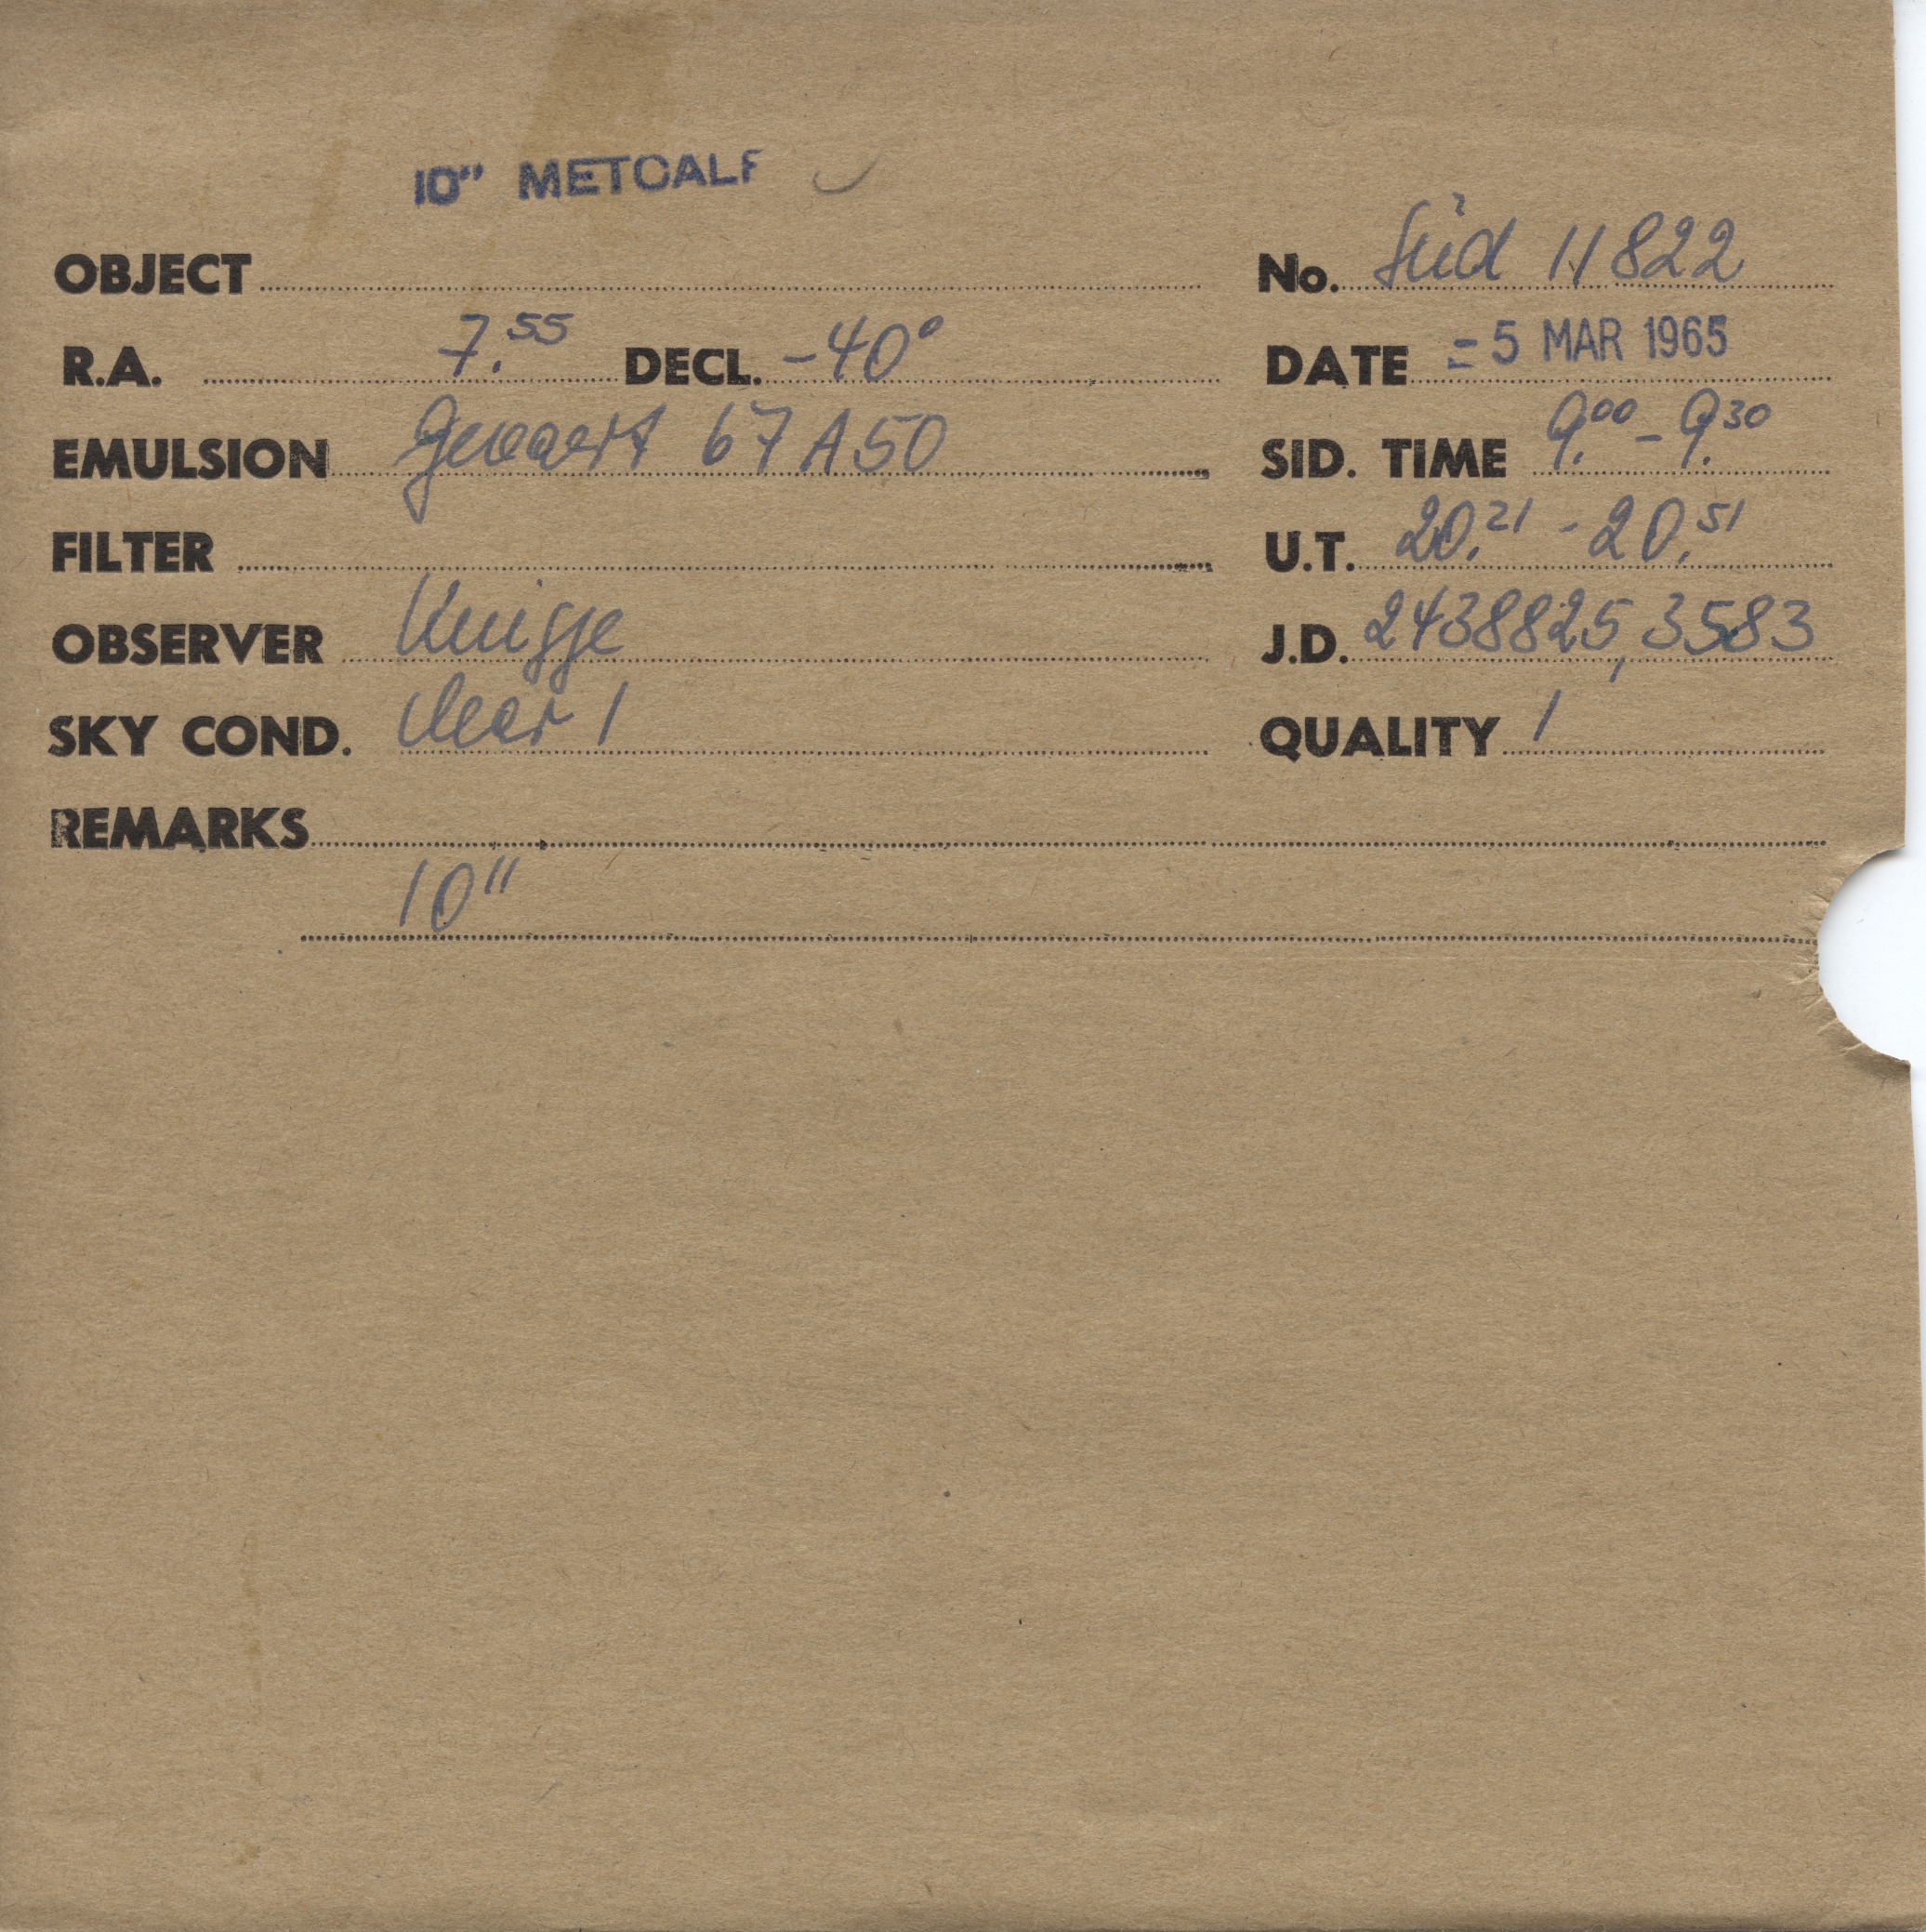 10" METCALF
OBJECT No. Süd 11822
R.A. 7.55 DECL. -40° DATE -5 MAR 1965
EMULSION Gevaert 67A50 SID. TIME 9.00 - 9.30
FILTER U.T. 20.21 - 20.51
OBSERVER Knigge J.D. 2438825,3583
SKY COND. clear 1 QUALITY 1
REMARKS
10"